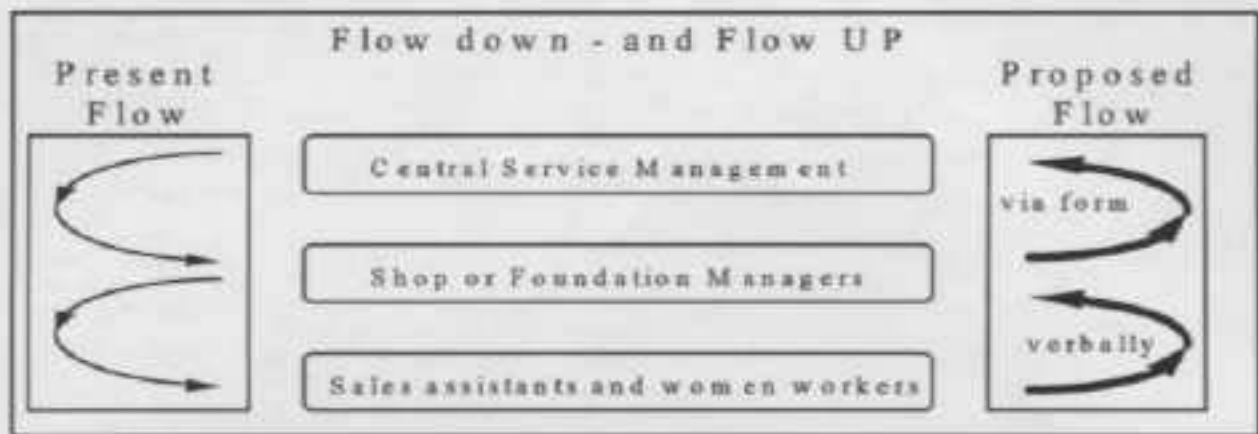 Flow down - and Flow UP
Present
Flow
Proposed
Flow
Central Service Management
via form
Shop or Foundation Managers
verbally
Sales assistants and women workers